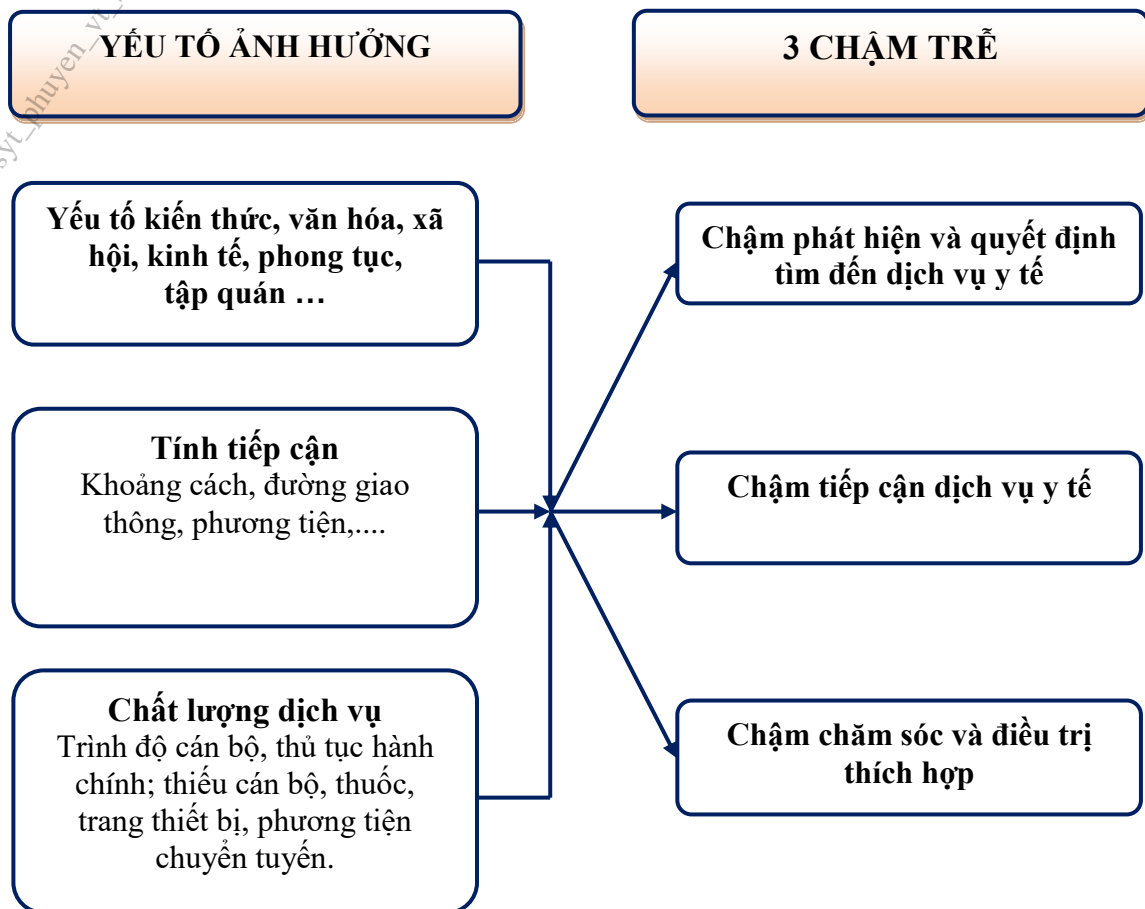 syt_phuyen_vt_
YẾU TỐ ẢNH HƯỞNG
3 CHẬM TRỄ
Yếu tố kiến thức, văn hóa, xã
hội, kinh tế, phong tục,
tập quán …
Chậm phát hiện và quyết định
tìm đến dịch vụ y tế
Tính tiếp cận
Khoảng cách, đường giao
thông, phương tiện,....
Chậm tiếp cận dịch vụ y tế
Chất lượng dịch vụ
Trình độ cán bộ, thủ tục hành
chính; thiếu cán bộ, thuốc,
trang thiết bị, phương tiện
chuyển tuyến.
Chậm chăm sóc và điều trị
thích hợp